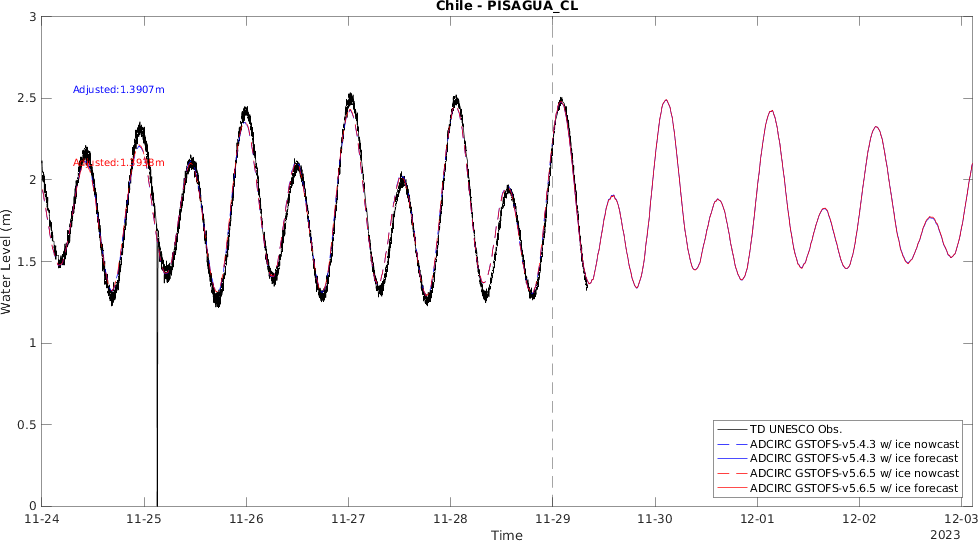 Chile - PISAGUA_CL
3
2.5
2
1.5
1
0.5
0
Water Level (m)
Adjusted:1.3907m
TD UNESCO Obs.
ADCIRC GSTOFS-v5.4.3 w/ ice nowcast
ADCIRC GSTOFS-v5.4.3 w/ ice forecast
ADCIRC GSTOFS-v5.6.5 w/ ice nowcast
ADCIRC GSTOFS-v5.6.5 w/ ice forecast
11-24
11-25
11-26
11-27
11-28
11-29
11-30
12-01
12-02
12-03
Time
2023